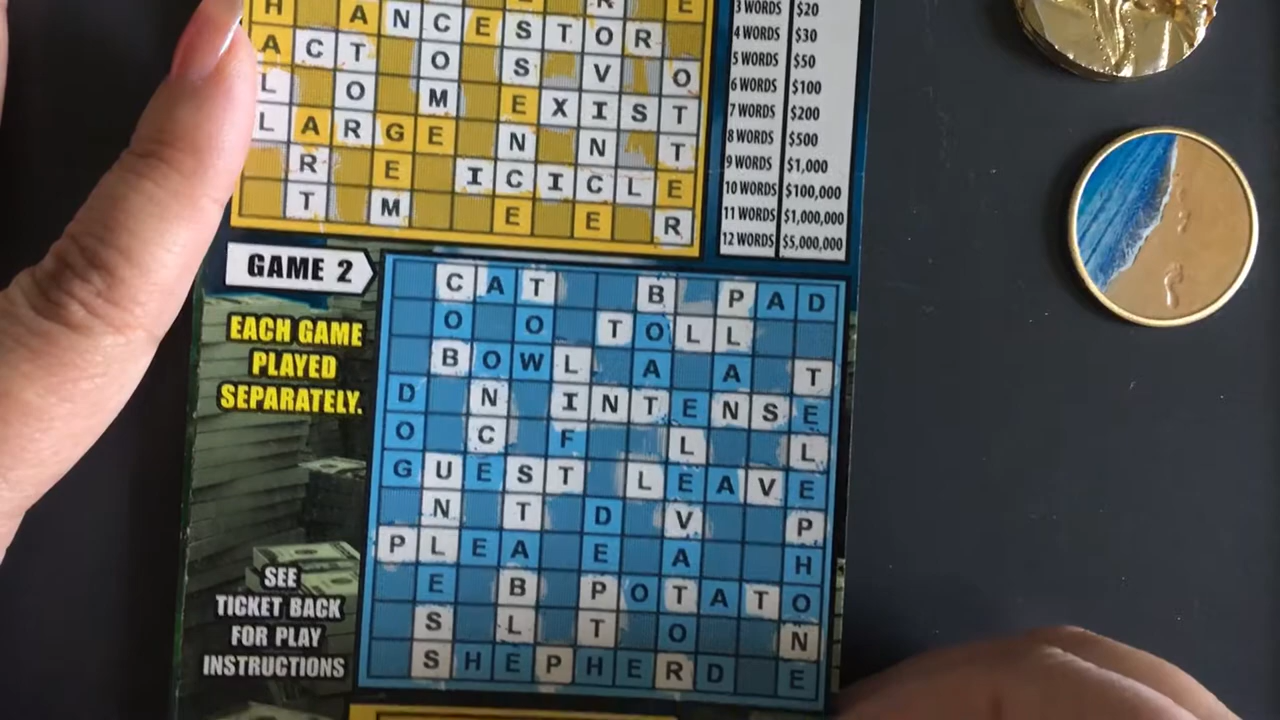 H A N C E S T O R E
A C T O S O
L O M S V O
L A R G E E X I S T
R E N N T
T M I C I C L E
E E R
3 WORDS $20
4 WORDS $30
5 WORDS $50
6 WORDS $100
7 WORDS $200
8 WORDS $500
9 WORDS $1,000
10 WORDS $100,000
11 WORDS $1,000,000
12 WORDS $5,000,000
GAME 2
EACH GAME
PLAYED
SEPARATELY.
SEE
TICKET BACK
FOR PLAY
INSTRUCTIONS
C A T B P A D
O O T O L L
B O W L A A T
D N I N T E N S E
O C F L L
G U E S T L E A V E
N T D V P
P L E A E A H
E B P O T A T O
S L T O N
S H E P H E R D E